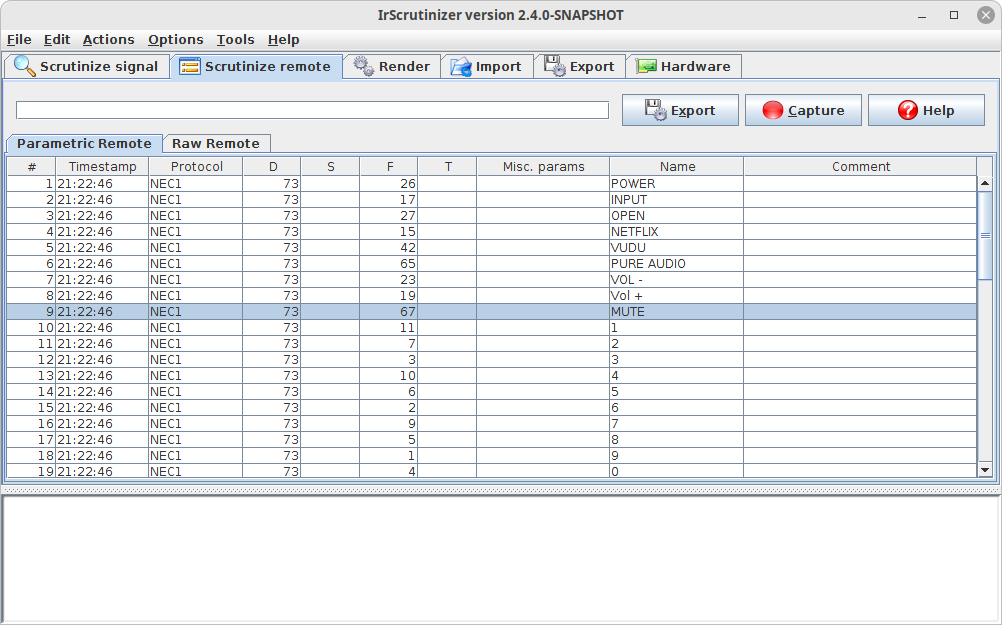 IrScrutinizer version 2.4.0-SNAPSHOT
File Edit Actions Options Tools Help
Scrutinize signal Scrutinize remote Render Import Export Hardware
Export Capture Help
Parametric Remote Raw Remote
# Timestamp Protocol D S F T Misc. params Name Comment
1 21:22:46 NEC1 73 26 POWER
2 21:22:46 NEC1 73 17 INPUT
3 21:22:46 NEC1 73 27 OPEN
4 21:22:46 NEC1 73 15 NETFLIX
5 21:22:46 NEC1 73 42 VUDU
6 21:22:46 NEC1 73 65 PURE AUDIO
7 21:22:46 NEC1 73 23 VOL -
8 21:22:46 NEC1 73 19 Vol +
9 21:22:46 NEC1 73 67 MUTE
10 21:22:46 NEC1 73 11 1
11 21:22:46 NEC1 73 7 2
12 21:22:46 NEC1 73 3 3
13 21:22:46 NEC1 73 10 4
14 21:22:46 NEC1 73 6 5
15 21:22:46 NEC1 73 2 6
16 21:22:46 NEC1 73 9 7
17 21:22:46 NEC1 73 5 8
18 21:22:46 NEC1 73 1 9
19 21:22:46 NEC1 73 4 0